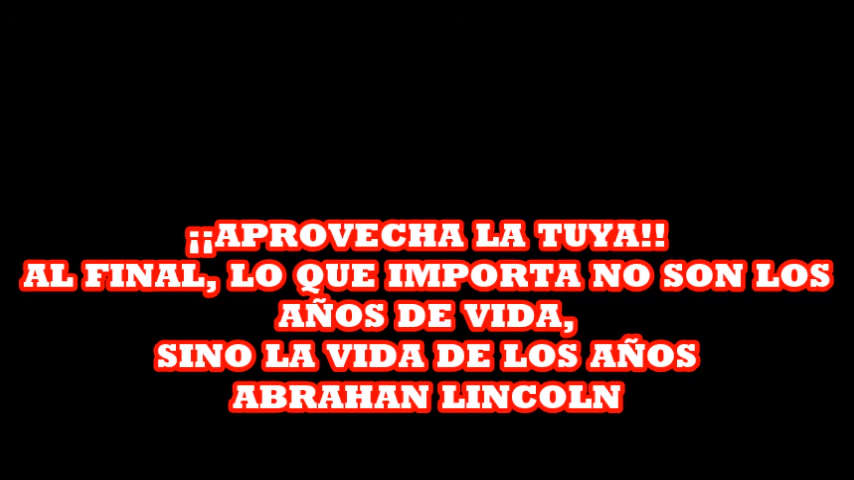 ¡¡APROVECHA LA TUYA!!
AL FINAL, LO QUE IMPORTA NO SON LOS
AÑOS DE VIDA,
SINO LA VIDA DE LOS AÑOS
ABRAHAN LINCOLN